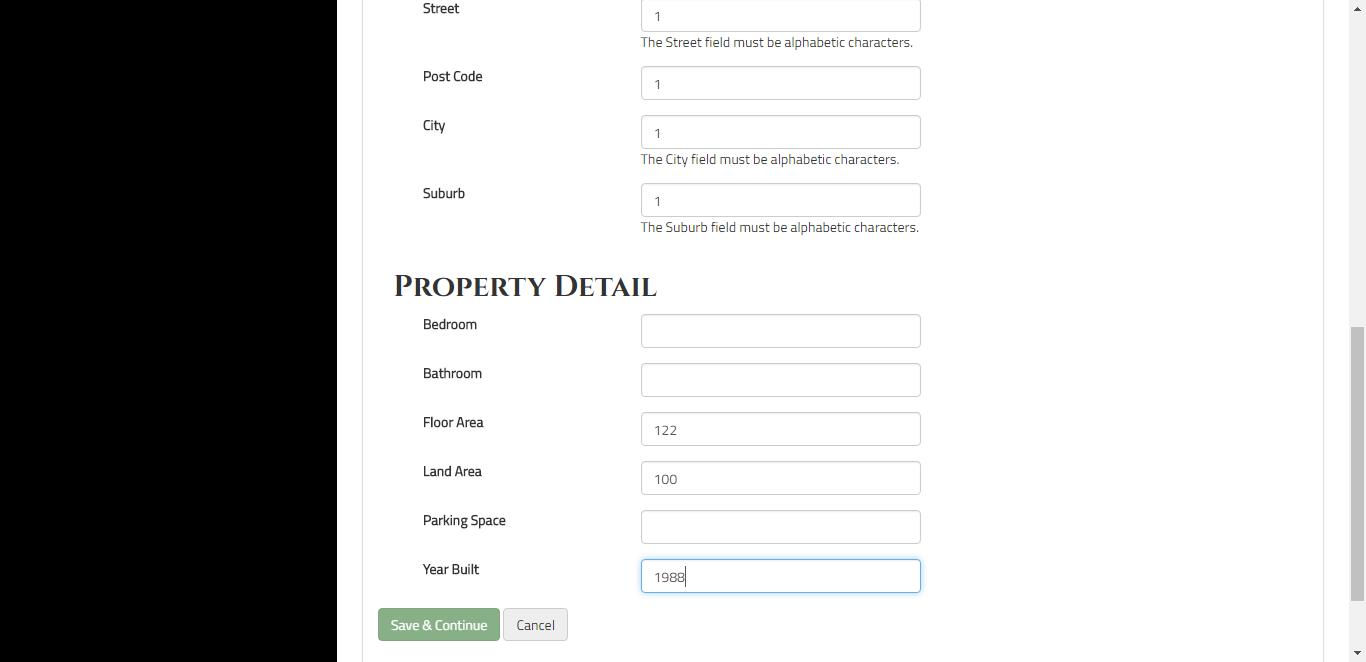 Street
1
The Street field must be alphabetic characters.
Post Code
1
City
1
The City field must be alphabetic characters.
Suburb
1
The Suburb field must be alphabetic characters.
Property Detail
Bedroom
Bathroom
Floor Area
122
Land Area
100
Parking Space
Year Built
1988
Save & Continue Cancel